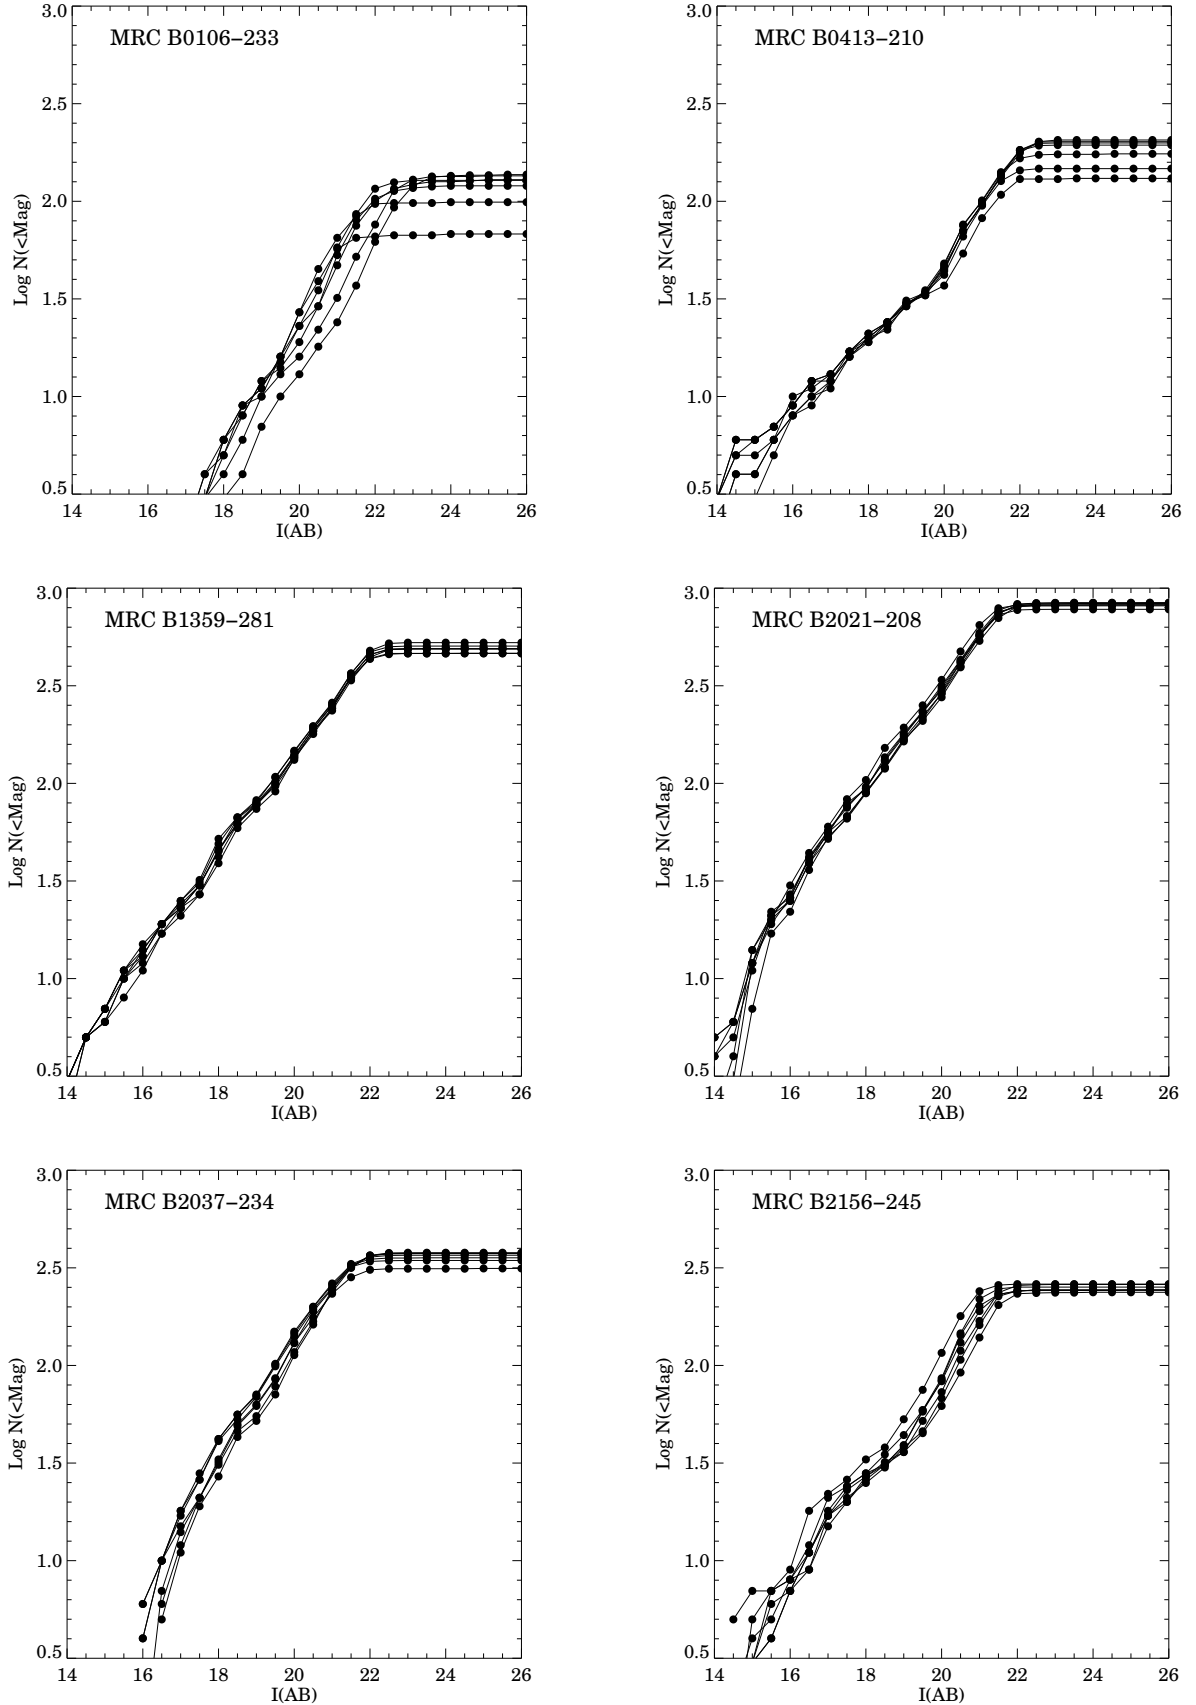 MRC B0106−233
3.0
2.5
2.0
1.5
1.0
0.5
Log N(<Mag)
14 16 18 20 22 24 26
I(AB)
MRC B0413−210
3.0
2.5
2.0
1.5
1.0
0.5
Log N(<Mag)
14 16 18 20 22 24 26
I(AB)
MRC B1359−281
3.0
2.5
2.0
1.5
1.0
0.5
Log N(<Mag)
14 16 18 20 22 24 26
I(AB)
MRC B2021−208
3.0
2.5
2.0
1.5
1.0
0.5
Log N(<Mag)
14 16 18 20 22 24 26
I(AB)
MRC B2037−234
3.0
2.5
2.0
1.5
1.0
0.5
Log N(<Mag)
14 16 18 20 22 24 26
I(AB)
MRC B2156−245
3.0
2.5
2.0
1.5
1.0
0.5
Log N(<Mag)
14 16 18 20 22 24 26
I(AB)